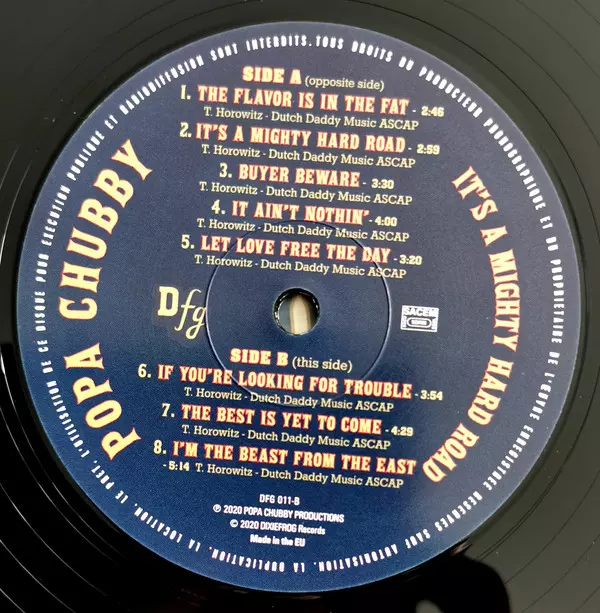 SIDE A (opposite side)
1. THE FLAVOR IS IN THE FAT - 2:46
T. Horowitz - Dutch Daddy Music ASCAP
2. IT'S A MIGHTY HARD ROAD - 2:59
T. Horowitz - Dutch Daddy Music ASCAP
3. BUYER BEWARE - 3:30
T. Horowitz - Dutch Daddy Music ASCAP
4. IT AIN'T NOTHIN' - 4:00
T. Horowitz - Dutch Daddy Music ASCAP
5. LET LOVE FREE THE DAY - 3:20
T. Horowitz - Dutch Daddy Music ASCAP
POPA CHUBBY
IT'S A MIGHTY HARD ROAD
Dfg
SACEM
SIDE B (this side)
6. IF YOU'RE LOOKING FOR TROUBLE - 3:54
T. Horowitz - Dutch Daddy Music ASCAP
7. THE BEST IS YET TO COME - 4:29
T. Horowitz - Dutch Daddy Music ASCAP
8. I'M THE BEAST FROM THE EAST
- 5:14 T. Horowitz - Dutch Daddy Music ASCAP
DFG 011-B
℗ 2020 POPA CHUBBY PRODUCTIONS
© 2020 DIXIEFROG Records
Made in the EU
TOUS DROITS DU PRODUCTEUR PHONOGRAPHIQUE ET DU PROPRIETAIRE DE L'ŒUVRE ENREGISTREE RESERVES. SAUF AUTORISATION, LA DUPLICATION, LA LOCATION, LE PRET, L'UTILISATION DE CE DISQUE POUR EXECUTION PUBLIQUE ET RADIODIFFUSION SONT INTERDITS.